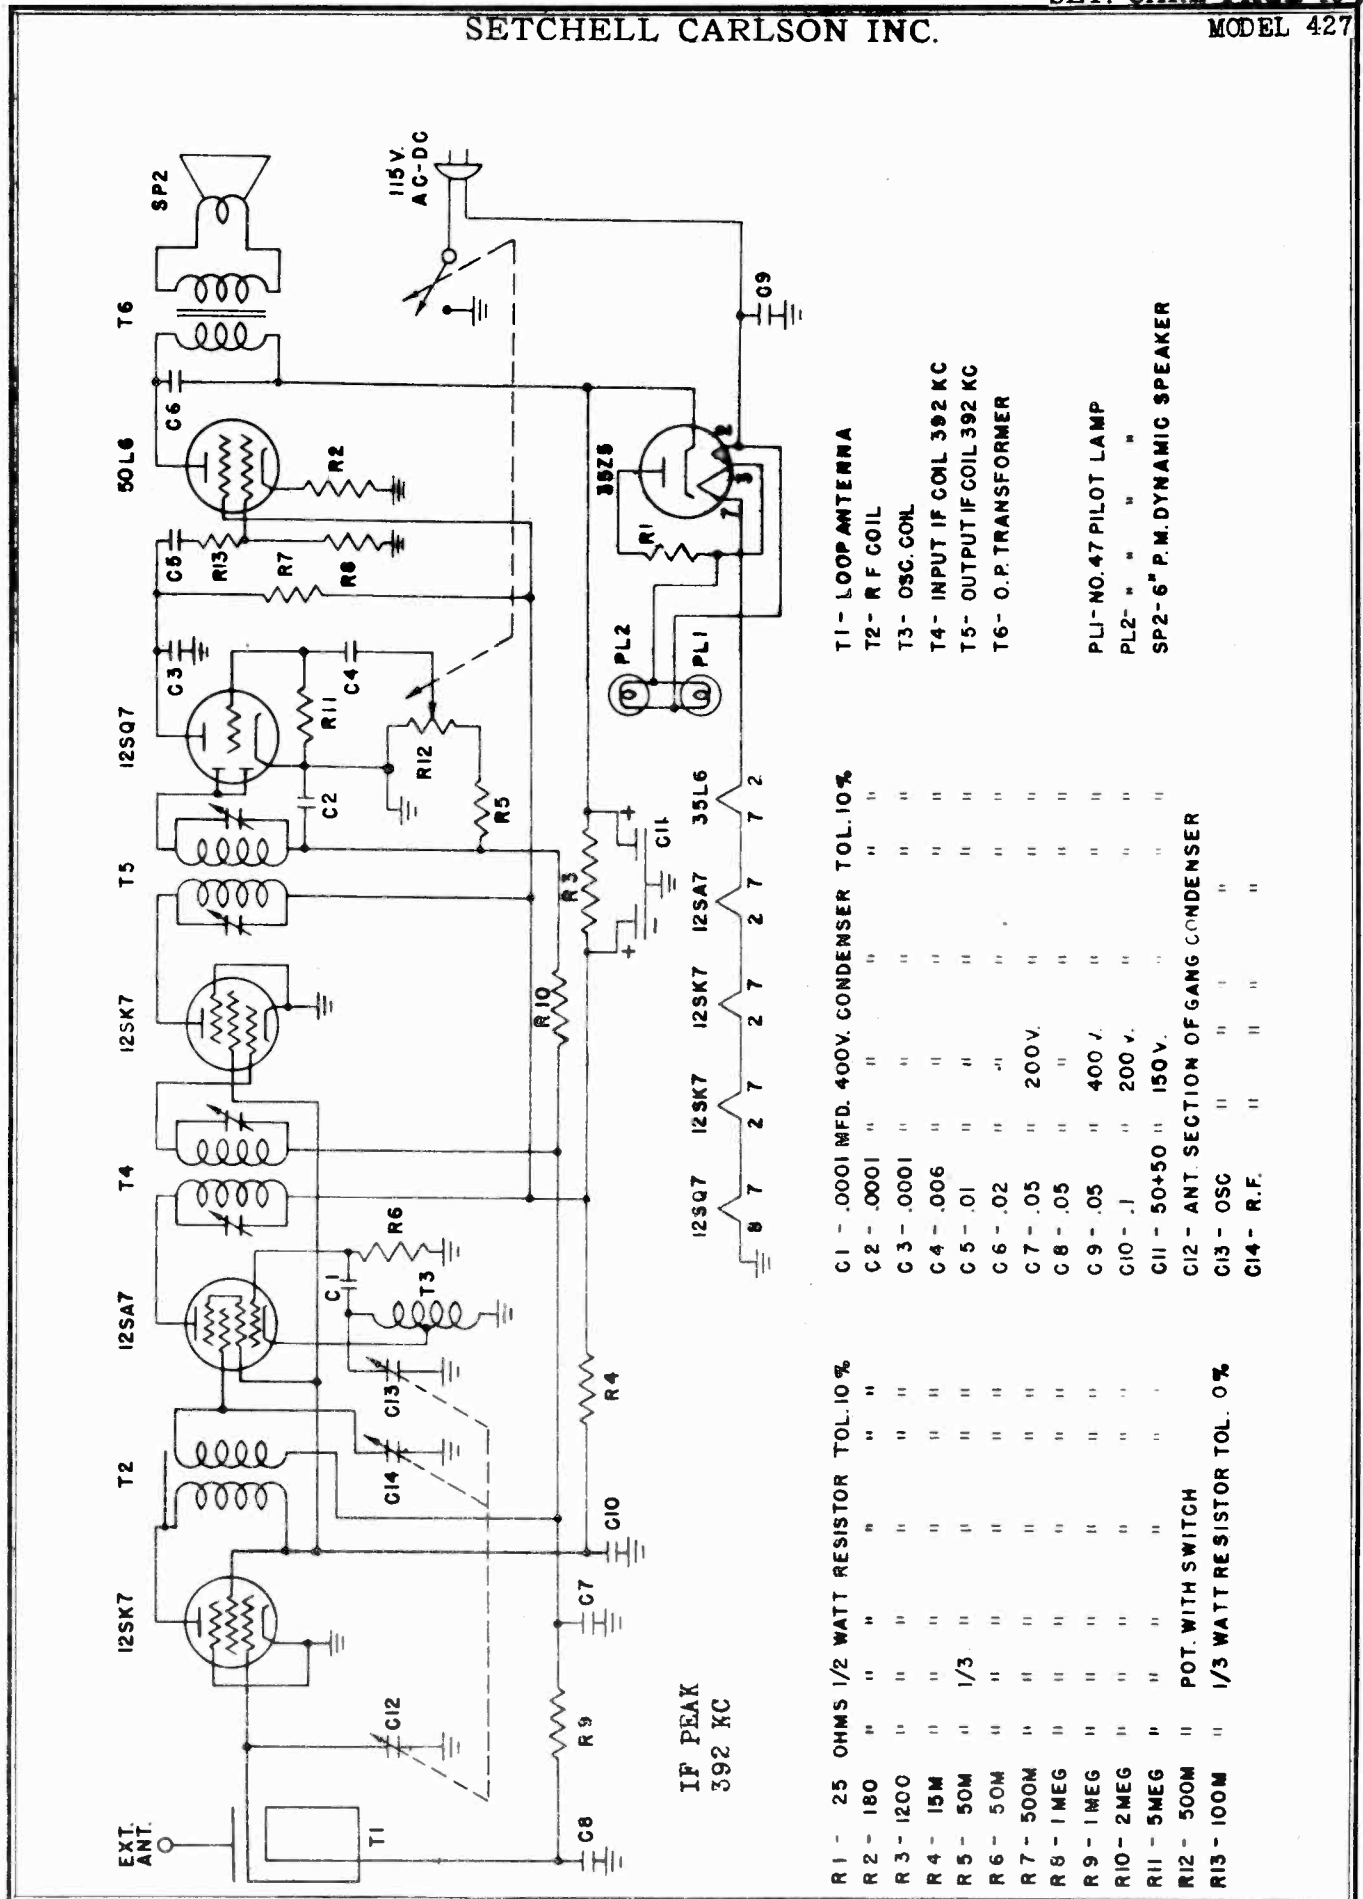 SETCHELL CARLSON INC.
MODEL 427
EXT.
ANT.
T1
12SK7
T2
12SA7
T4
12SK7
T5
12SQ7
50L6
T6
SP2
C12
C14
C13
C1
R6
T3
C2
R11
C4
C3
R12
R5
C5
R13
R7
R8
R2
C6
115 V.
AC-DC
C8
R9
C7
C10
R4
R10
R3
C11
+
-
+
35Z5
R1
2
3
7
C9
PL2
PL1
12SQ7
8 7
12SK7
2 7
12SK7
2 7
12SA7
2 7
35L6
7 2
IF PEAK
392 KC
R1 - 25 OHMS 1/2 WATT RESISTOR TOL. 10%
R2 - 180 " " " " " "
R3 - 1200 " " " " " "
R4 - 15M " " " " " "
R5 - 50M " 1/3 " " " "
R6 - 50M " " " " " "
R7 - 500M " " " " " "
R8 - 1 MEG " " " " " "
R9 - 1 MEG " " " " " "
R10 - 2MEG " " " " " "
R11 - 5MEG " " " " " "
R12 - 500M " POT. WITH SWITCH
R13 - 100M " 1/3 WATT RESISTOR TOL. 0%
C1 - .0001 MFD. 400V. CONDENSER TOL. 10%
C2 - .0001 " " " " "
C3 - .0001 " " " " "
C4 - .006 " " " " "
C5 - .01 " " " " "
C6 - .02 " " " "
C7 - .05 " 200V. " " "
C8 - .05 " " " " "
C9 - .05 " 400 V. " " "
C10 - .1 " 200 V. " " "
C11 - 50+50 " 150 V. " " "
C12 - ANT. SECTION OF GANG CONDENSER
C13 - OSC " " " "
C14 - R.F. " " "
T1 - LOOP ANTENNA
T2 - R F COIL
T3 - OSC. COIL
T4 - INPUT IF COIL 392 KC
T5 - OUTPUT IF COIL 392 KC
T6 - O.P. TRANSFORMER
PL1 - NO. 47 PILOT LAMP
PL2 - " " " "
SP2 - 6" P.M. DYNAMIC SPEAKER